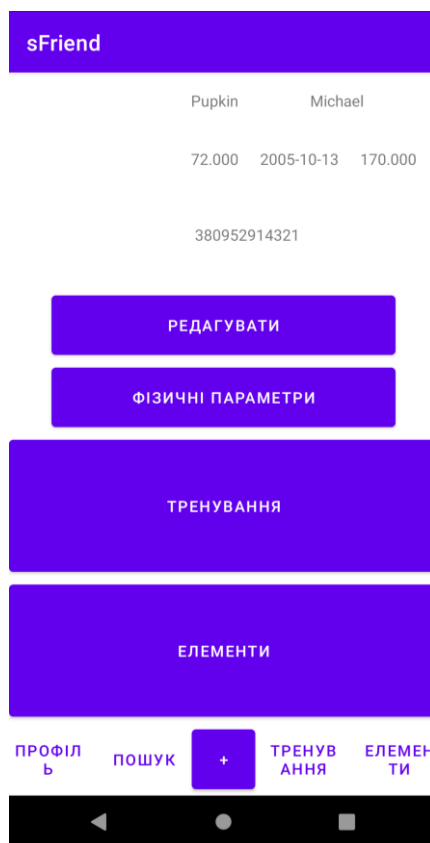 sFriend
Pupkin Michael
72.000 2005-10-13 170.000
380952914321
РЕДАГУВАТИ
ФІЗИЧНІ ПАРАМЕТРИ
ТРЕНУВАННЯ
ЕЛЕМЕНТИ
ПРОФІЛ
Ь
ПОШУК
+
ТРЕНУВ
АННЯ
ЕЛЕМЕН
ТИ